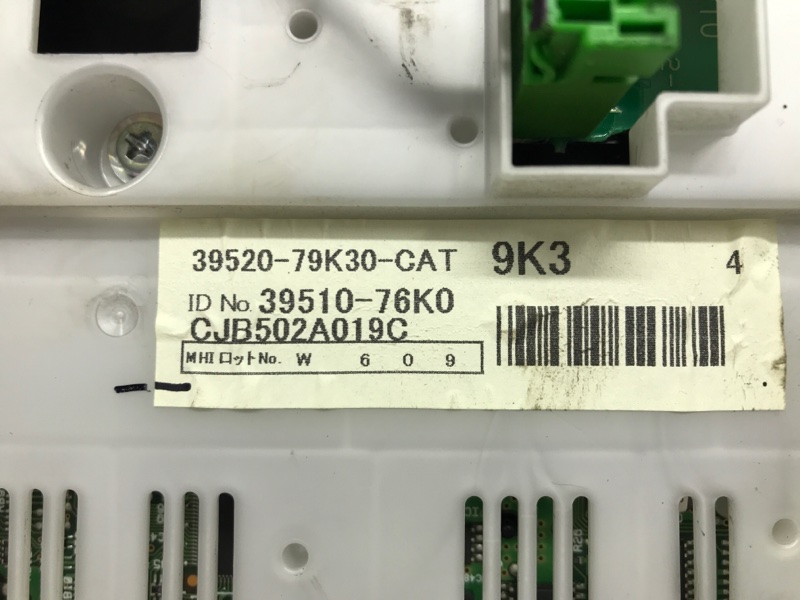 39520-79K30-CAT 9K3 4
ID No. 39510-76K0
CJB502A019C
MHIロットNo. W 6 0 9